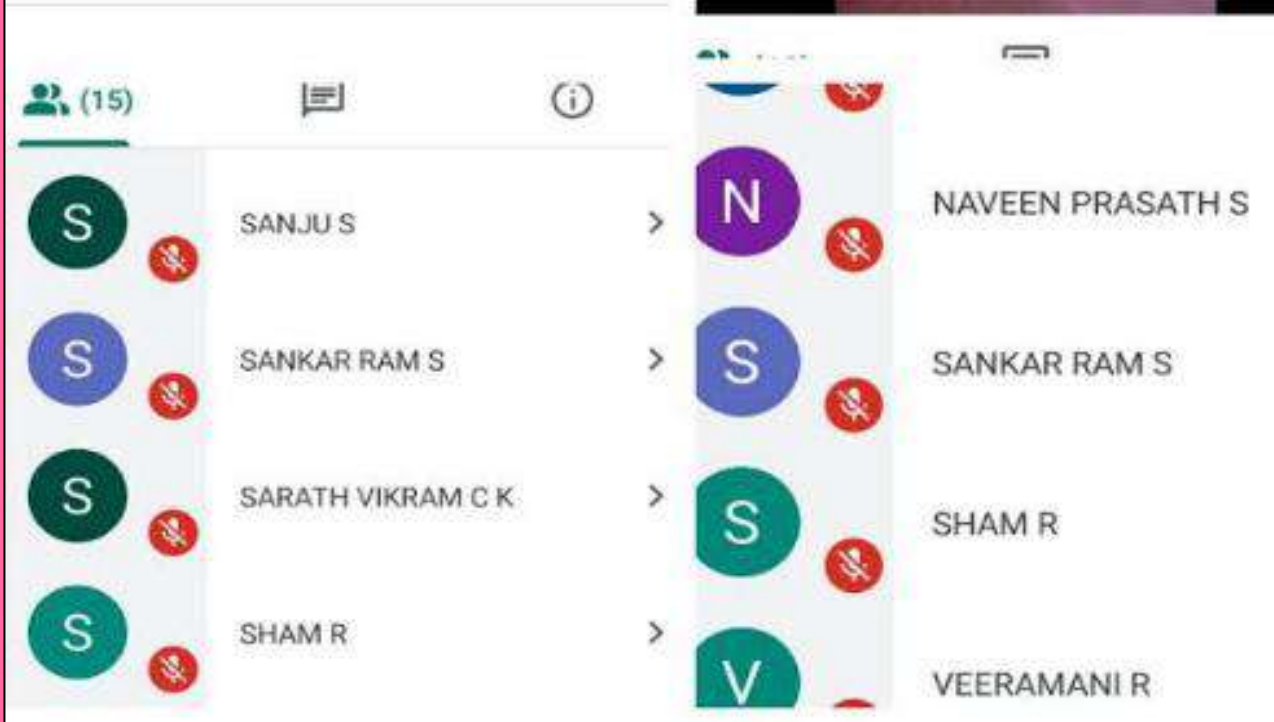 (15)
S
SANJU S
S
SANKAR RAM S
S
SARATH VIKRAM C K
S
SHAM R
N
NAVEEN PRASATH S
S
SANKAR RAM S
S
SHAM R
V
VEERAMANI R